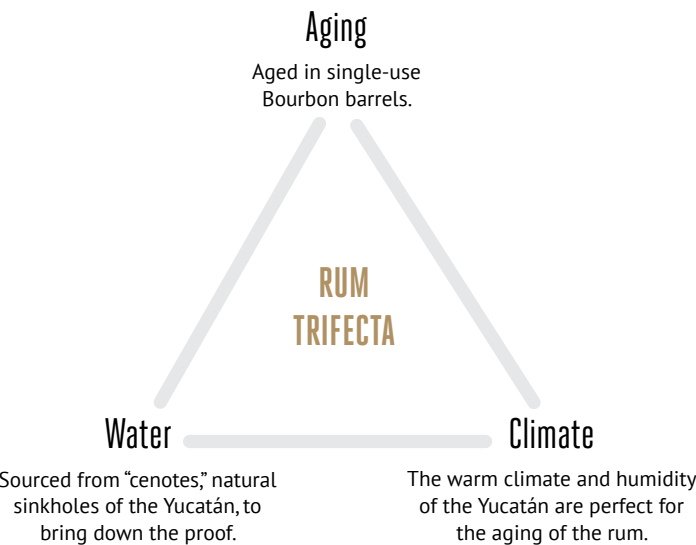 Aging
Aged in single-use
Bourbon barrels.
RUM
TRIFECTA
Water
Sourced from “cenotes,” natural
sinkholes of the Yucatán, to
bring down the proof.
Climate
The warm climate and humidity
of the Yucatán are perfect for
the aging of the rum.